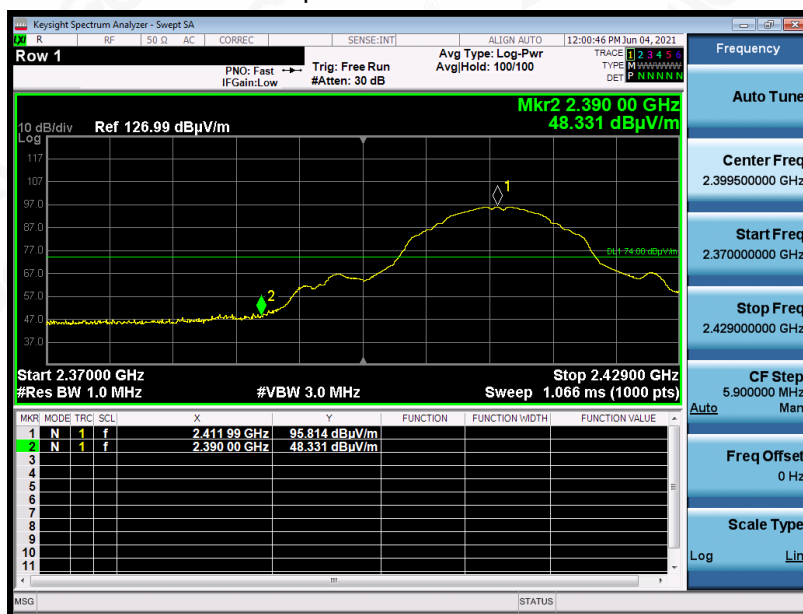 Keysight Spectrum Analyzer - Swept SA
LXI R RF 50 Ω AC CORREC SENSE:INT ALIGN AUTO 12:00:46 PM Jun 04, 2021
Row 1
PNO: Fast
IFGain:Low
Trig: Free Run
#Atten: 30 dB
Avg Type: Log-Pwr
Avg|Hold: 100/100
TRACE 1 2 3 4 5 6
TYPE M WWWWW
DET P N N N N N
Mkr2 2.390 00 GHz
48.331 dBµV/m
10 dB/div Ref 126.99 dBµV/m
Log
117
107
97.0
87.0
77.0
67.0
57.0
47.0
37.0
1
DL1 74.00 dBµV/m
2
Start 2.37000 GHz Stop 2.42900 GHz
#Res BW 1.0 MHz #VBW 3.0 MHz Sweep 1.066 ms (1000 pts)
MKR MODE TRC SCL X Y FUNCTION FUNCTION WIDTH FUNCTION VALUE
1 N 1 f 2.411 99 GHz 95.814 dBµV/m
2 N 1 f 2.390 00 GHz 48.331 dBµV/m
3
4
5
6
7
8
9
10
11
MSG STATUS
Frequency
Auto Tune
Center Freq
2.399500000 GHz
Start Freq
2.370000000 GHz
Stop Freq
2.429000000 GHz
CF Step
5.900000 MHz
Auto Man
Freq Offset
0 Hz
Scale Type
Log Lin